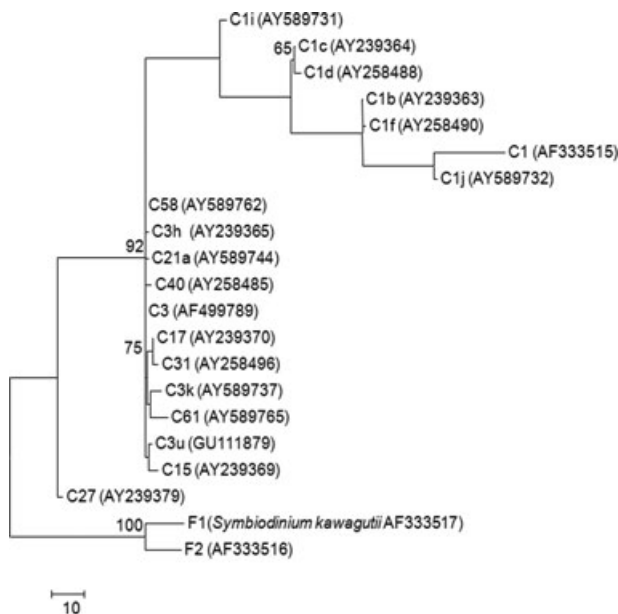 C1i (AY589731)
65 C1c (AY239364)
C1d (AY258488)
C1b (AY239363)
C1f (AY258490)
C1 (AF333515)
C1j (AY589732)
C58 (AY589762)
C3h (AY239365)
92 C21a (AY589744)
C40 (AY258485)
C3 (AF499789)
75 C17 (AY239370)
C31 (AY258496)
C3k (AY589737)
C61 (AY589765)
C3u (GU111879)
C15 (AY239369)
C27 (AY239379)
100 F1(Symbiodinium kawagutii AF333517)
F2 (AF333516)
10